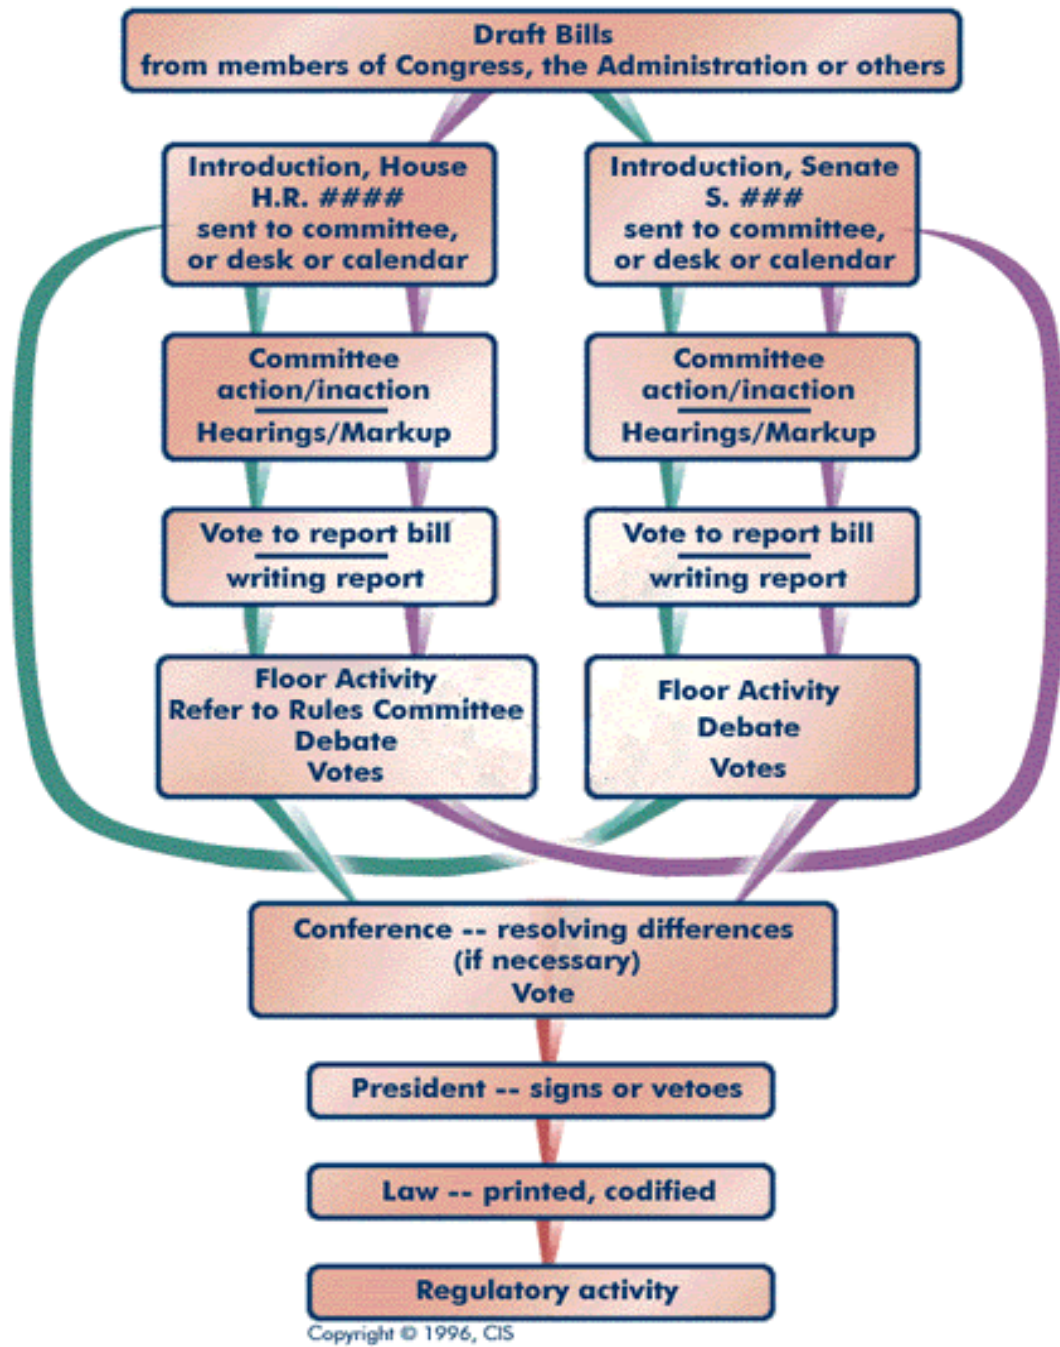 Draft Bills
from members of Congress, the Administration or others
Introduction, House
H.R. ####
sent to committee,
or desk or calendar
Introduction, Senate
S. ###
sent to committee,
or desk or calendar
Committee
action/inaction
Hearings/Markup
Committee
action/inaction
Hearings/Markup
Vote to report bill
writing report
Vote to report bill
writing report
Floor Activity
Refer to Rules Committee
Debate
Votes
Floor Activity
Debate
Votes
Conference -- resolving differences
(if necessary)
Vote
President -- signs or vetoes
Law -- printed, codified
Regulatory activity
Copyright © 1996, CIS